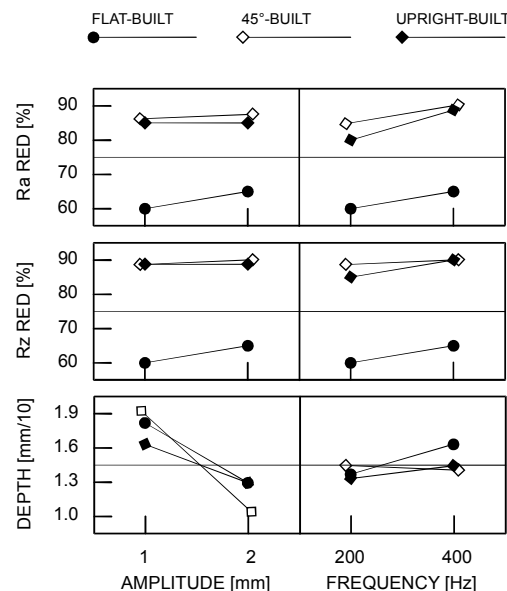 FLAT-BUILT 45°-BUILT UPRIGHT-BUILT
Ra RED [%]
90
80
70
60
Rz RED [%]
90
80
70
60
DEPTH [mm/10]
1.9
1.6
1.3
1.0
1 2 200 400
AMPLITUDE [mm] FREQUENCY [Hz]